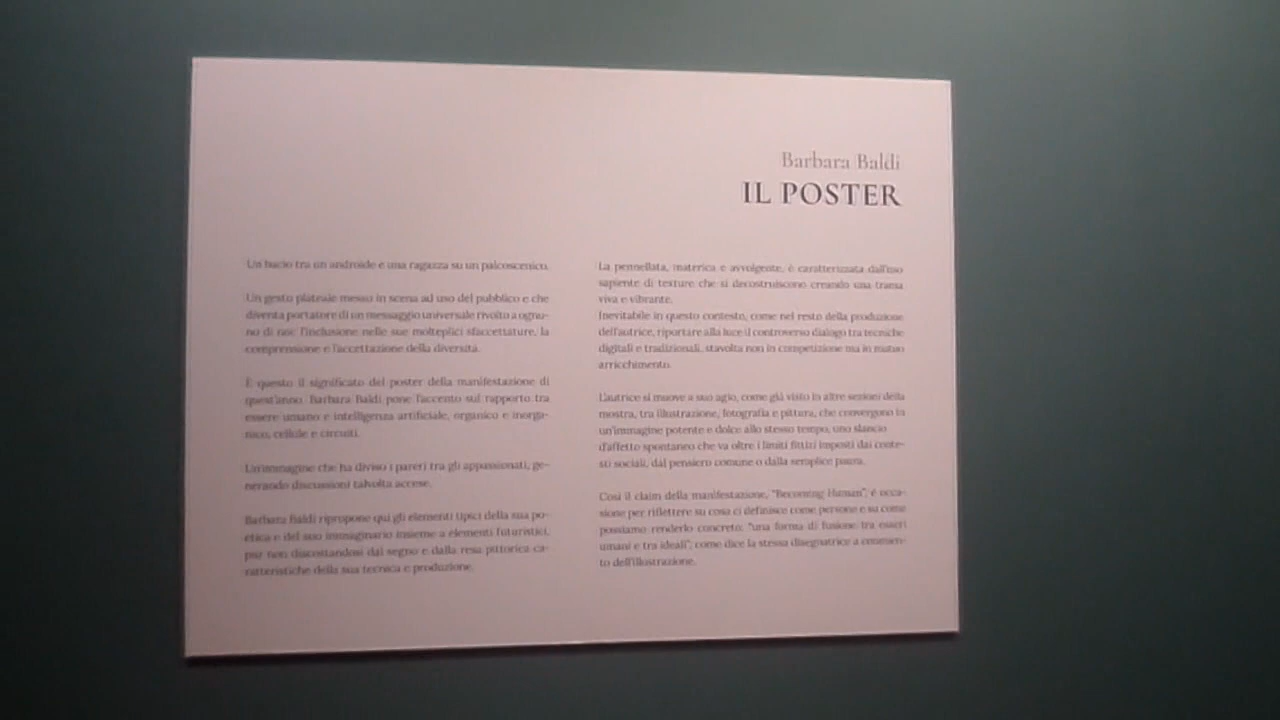 Barbara Baldi
IL POSTER
Un bacio tra un androide e una ragazza su un palcoscenico.
Un gesto plateale messo in scena ad uso del pubblico e che
diventa portatore di un messaggio universale rivolto a ognu-
no di noi: l'inclusione nelle sue molteplici sfaccettature, la
comprensione e l'accettazione della diversità.
È questo il significato del poster della manifestazione di
quest'anno. Barbara Baldi pone l'accento sul rapporto tra
essere umano e intelligenza artificiale, organico e inorga-
nico, cellule e circuiti.
Un'immagine che ha diviso i pareri tra gli appassionati, ge-
nerando discussioni talvolta accese.
Barbara Baldi ripropone qui gli elementi tipici della sua po-
etica e del suo immaginario insieme a elementi futuristici,
pur non discostandosi dal segno e dalla resa pittorica ca-
ratteristiche della sua tecnica e produzione.
La pennellata, materica e avvolgente, è caratterizzata dall'uso
sapiente di texture che si decostruiscono creando una trama
viva e vibrante.
Inevitabile in questo contesto, come nel resto della produzione
dell'autrice, riportare alla luce il controverso dialogo tra tecniche
digitali e tradizionali, stavolta non in competizione ma in mutuo
arricchimento.
L'autrice si muove a suo agio, come già visto in altre sezioni della
mostra, tra illustrazione, fotografia e pittura, che convergono in
un'immagine potente e dolce allo stesso tempo, uno slancio
d'affetto spontaneo che va oltre i limiti fittizi imposti dai conte-
sti sociali, dal pensiero comune o dalla semplice paura.
Così il claim della manifestazione, "Becoming Human", è occa-
sione per riflettere su cosa ci definisce come persone e su come
possiamo renderlo concreto: "una forma di fusione tra esseri
umani e tra ideali"; come dice la stessa disegnatrice a commen-
to dell'illustrazione.